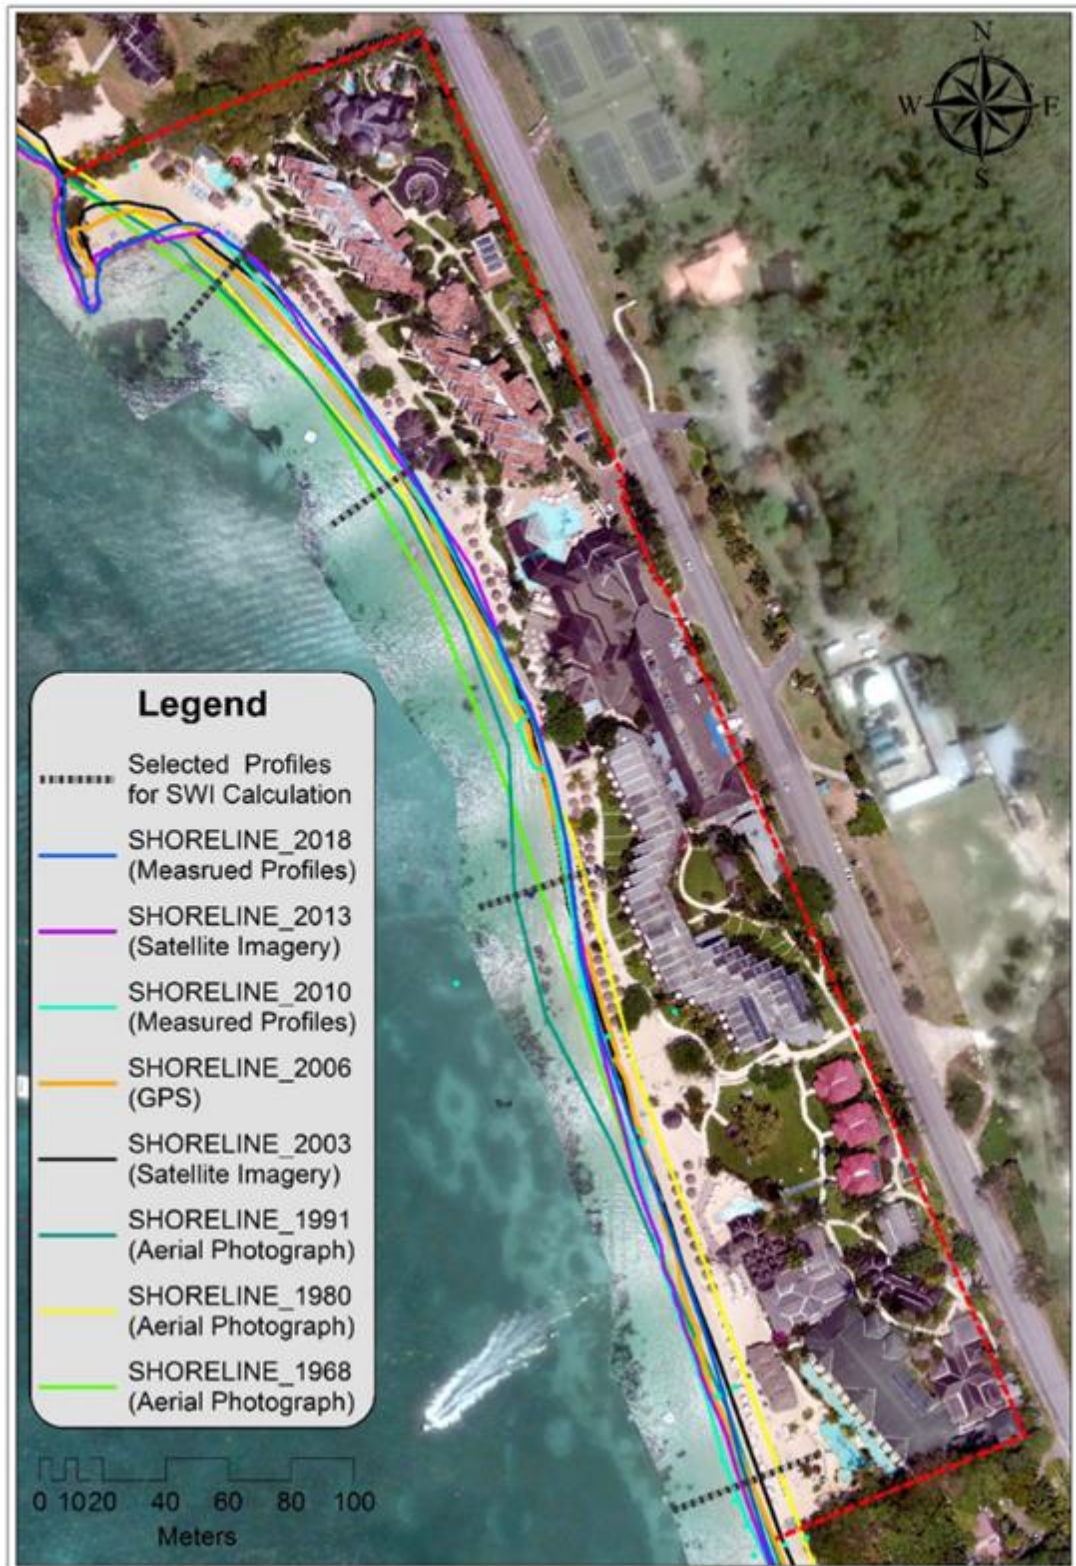 N
W E
S
Legend
Selected Profiles
for SWI Calculation
SHORELINE_2018
(Measrued Profiles)
SHORELINE_2013
(Satellite Imagery)
SHORELINE_2010
(Measured Profiles)
SHORELINE_2006
(GPS)
SHORELINE_2003
(Satellite Imagery)
SHORELINE_1991
(Aerial Photograph)
SHORELINE_1980
(Aerial Photograph)
SHORELINE_1968
(Aerial Photograph)
0 10 20 40 60 80 100
Meters